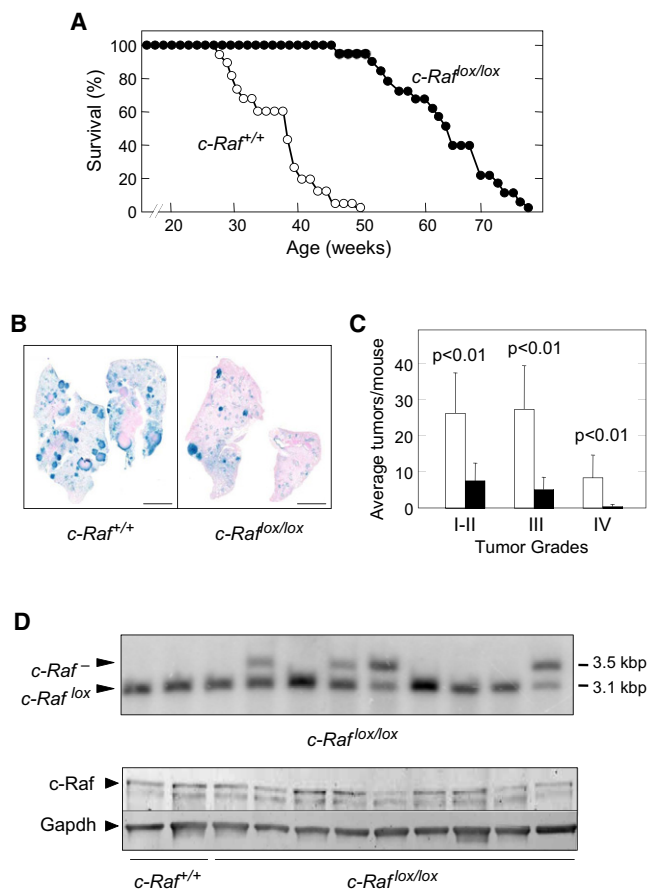 A
Survival (%)
100
80
60
40
20
0
c-Raf+/+
c-Raflox/lox
20 30 40 50 60 70
Age (weeks)
B
c-Raf+/+ c-Raflox/lox
C
Average tumors/mouse
40
30
20
10
0
p<0.01
p<0.01
p<0.01
I-II III IV
Tumor Grades
D
c-Raf–
c-Raf lox
3.5 kbp
3.1 kbp
c-Raflox/lox
c-Raf
Gapdh
c-Raf+/+ c-Raflox/lox